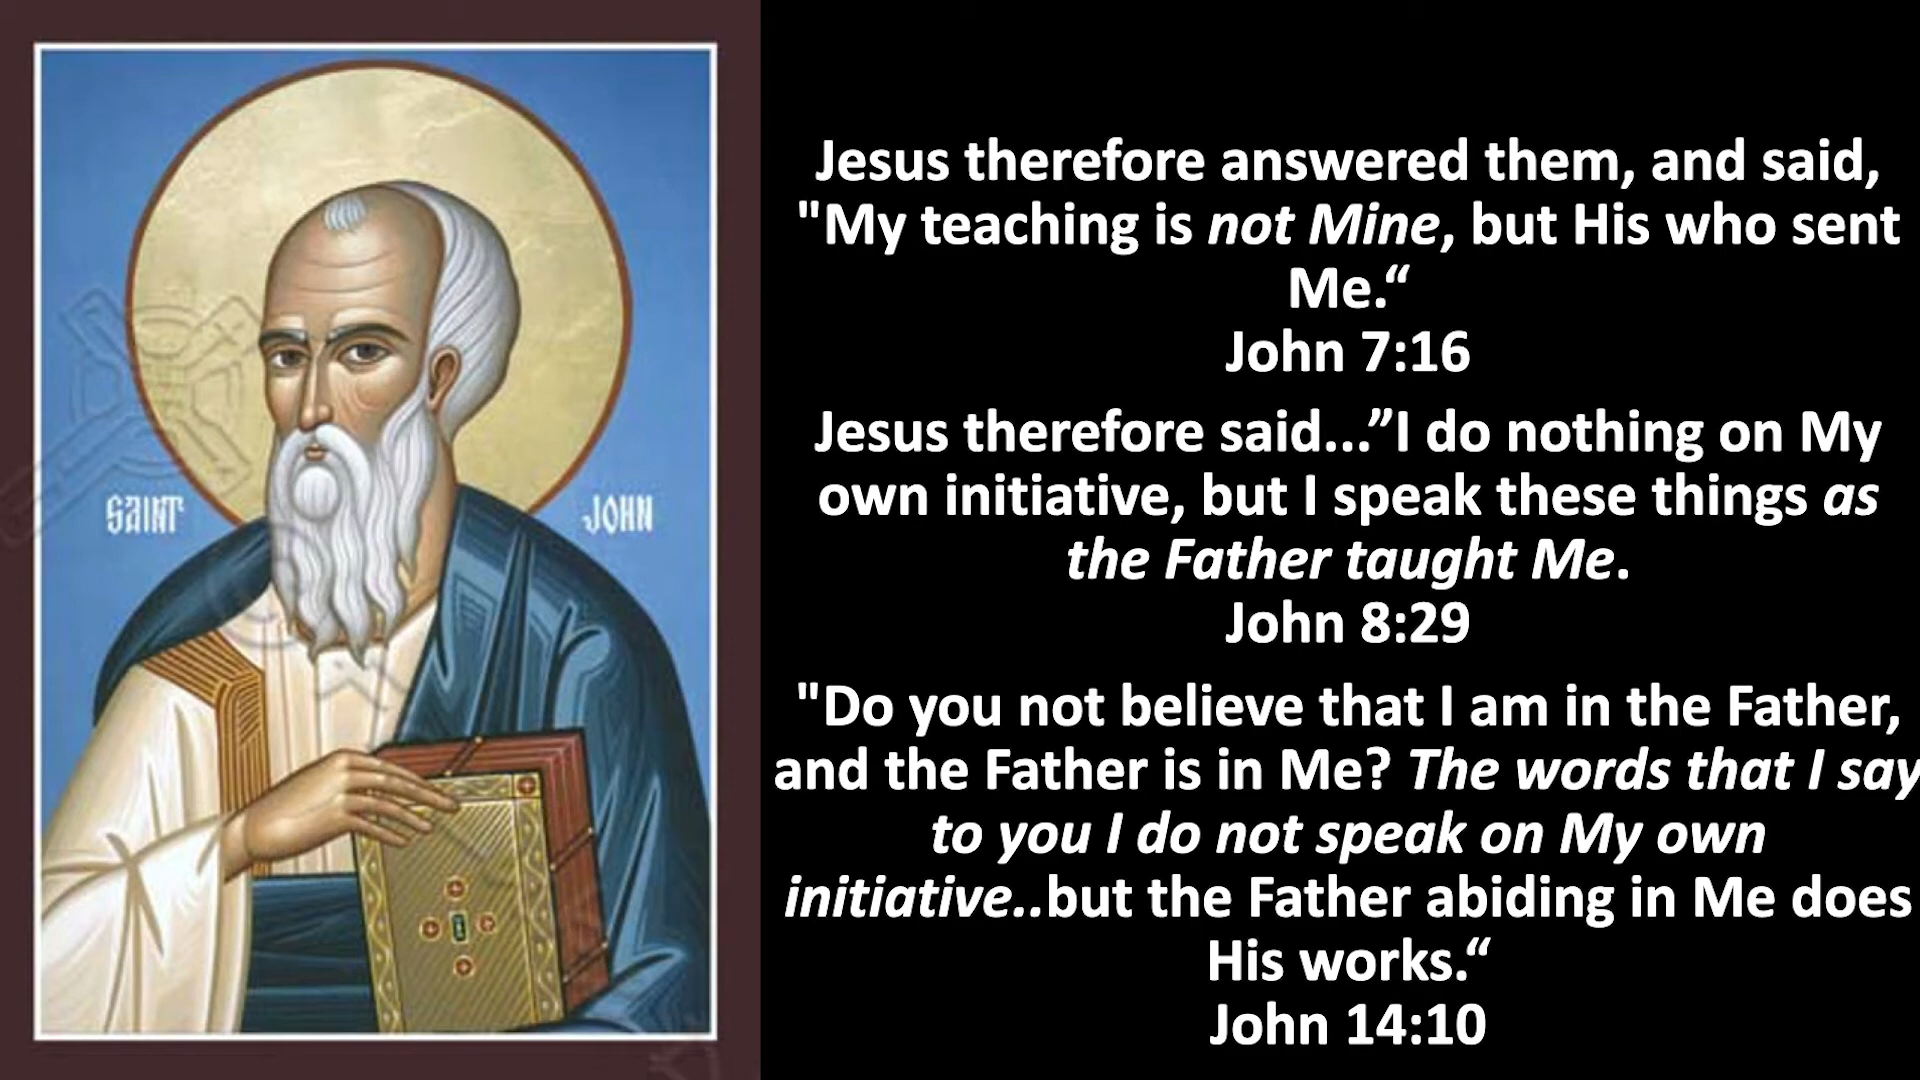 SAINT JOHN
Jesus therefore answered them, and said,
"My teaching is not Mine, but His who sent
Me.“
John 7:16
Jesus therefore said...”I do nothing on My
own initiative, but I speak these things as
the Father taught Me.
John 8:29
"Do you not believe that I am in the Father,
and the Father is in Me? The words that I say
to you I do not speak on My own
initiative..but the Father abiding in Me does
His works.“
John 14:10